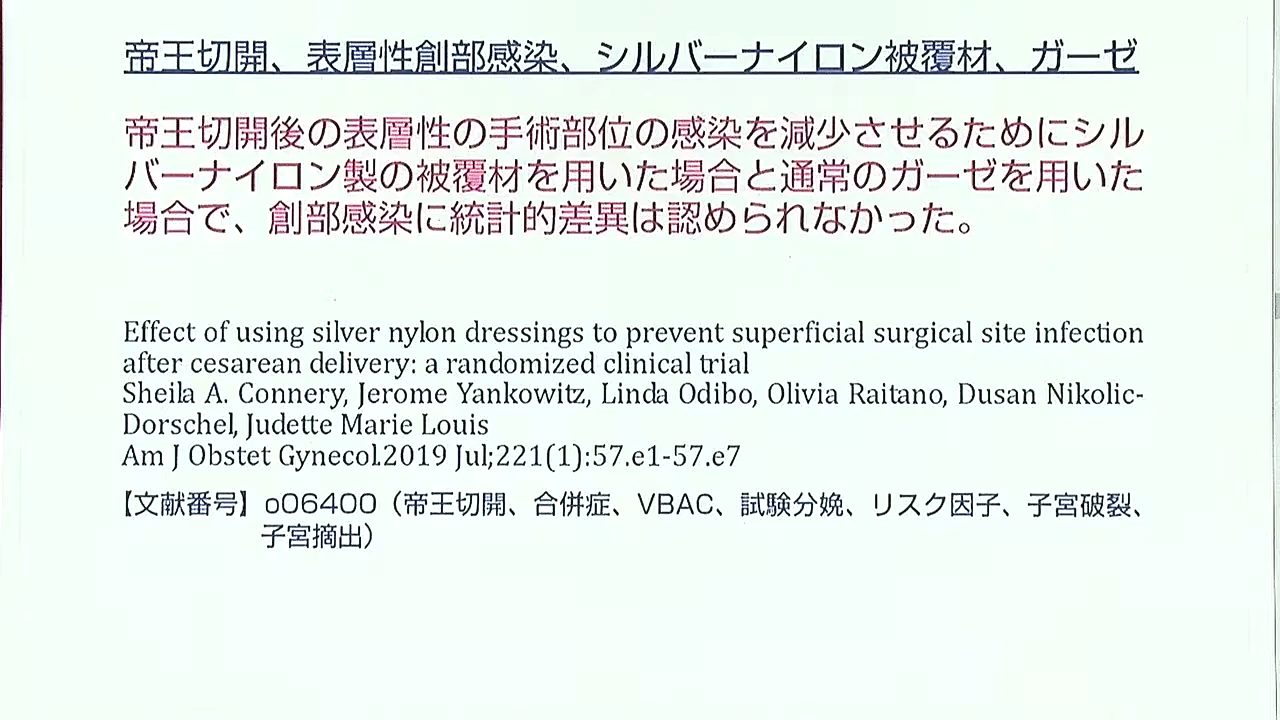 帝王切開、表層性創部感染、シルバーナイロン被覆材、ガーゼ
帝王切開後の表層性の手術部位の感染を減少させるためにシル
バーナイロン製の被覆材を用いた場合と通常のガーゼを用いた
場合で、創部感染に統計的差異は認められなかった。
Effect of using silver nylon dressings to prevent superficial surgical site infection
after cesarean delivery: a randomized clinical trial
Sheila A. Connery, Jerome Yankowitz, Linda Odibo, Olivia Raitano, Dusan Nikolic-
Dorschel, Judette Marie Louis
Am J Obstet Gynecol.2019 Jul;221(1):57.e1-57.e7
【文献番号】o06400（帝王切開、合併症、VBAC、試験分娩、リスク因子、子宮破裂、
子宮摘出）